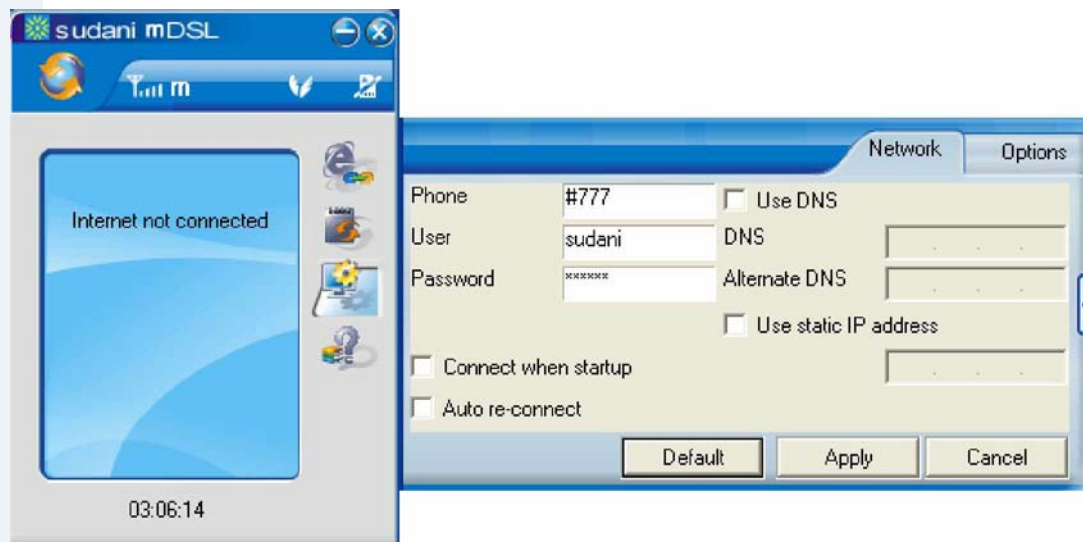 sudani mDSL
m
Internet not connected
03:06:14
Network Options
Phone #777 Use DNS
User sudani DNS
Password ****** Alternate DNS
Use static IP address
Connect when startup
Auto re-connect
Default Apply Cancel